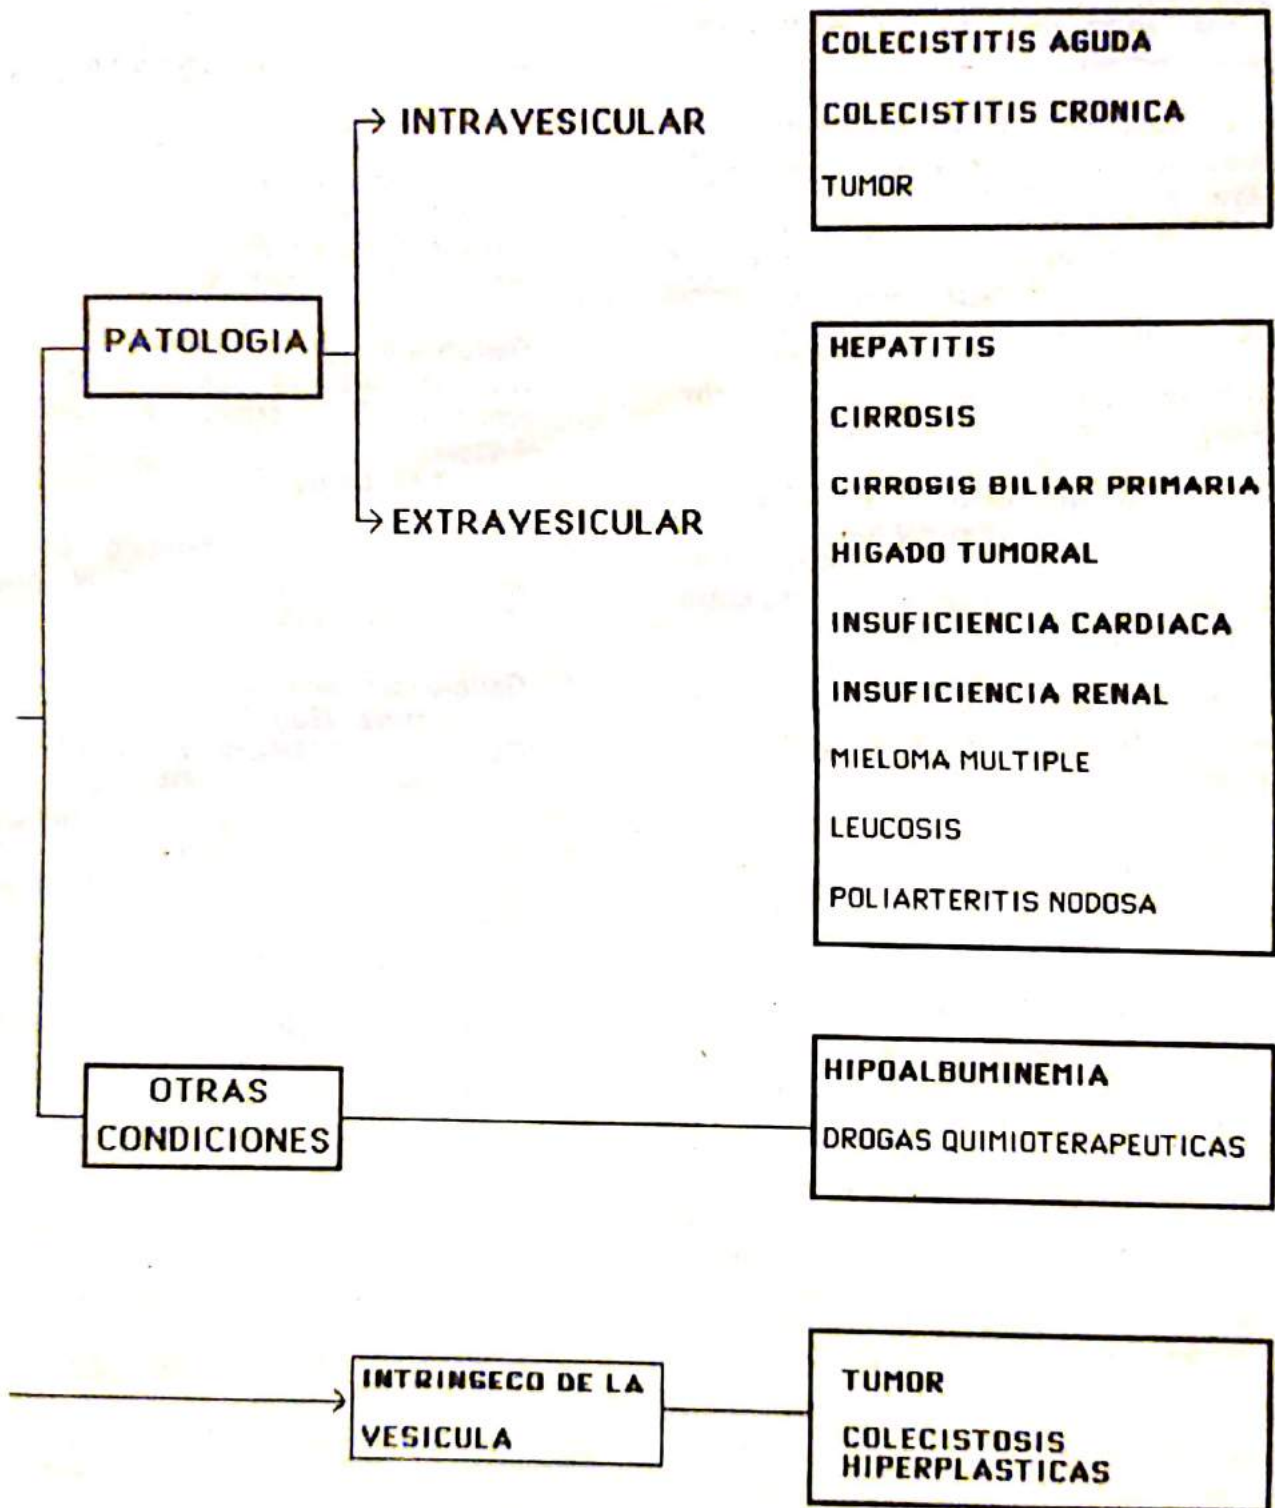 COLECISTITIS AGUDA
COLECISTITIS CRONICA
TUMOR
INTRAVESICULAR
PATOLOGIA
HEPATITIS
CIRROSIS
CIRROSIS BILIAR PRIMARIA
HIGADO TUMORAL
INSUFICIENCIA CARDIACA
INSUFICIENCIA RENAL
MIELOMA MULTIPLE
LEUCOSIS
POLIARTERITIS NODOSA
EXTRAVESICULAR
OTRAS
CONDICIONES
HIPOALBUMINEMIA
DROGAS QUIMIOTERAPEUTICAS
INTRINSECO DE LA
VESICULA
TUMOR
COLECISTOSIS
HIPERPLASTICAS